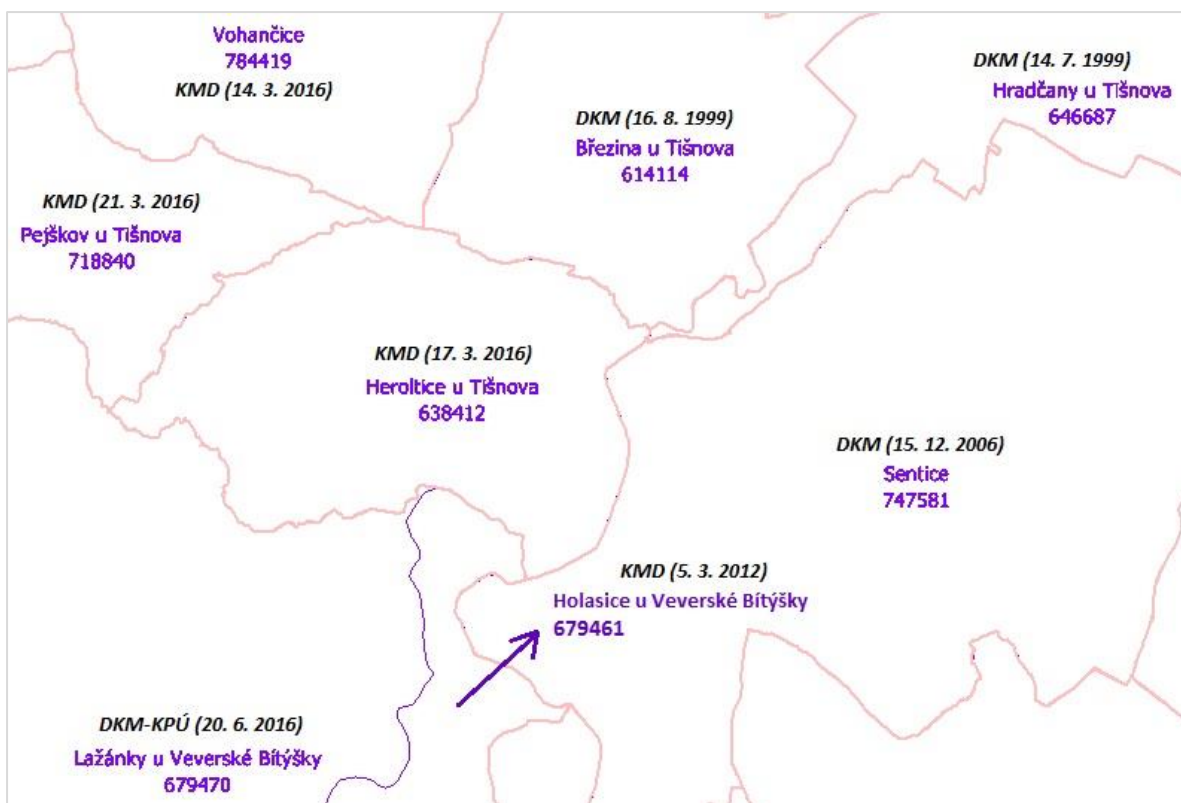 Vohančice
784419
KMD (14. 3. 2016)
DKM (14. 7. 1999)
Hradčany u Tišnova
646687
DKM (16. 8. 1999)
Březina u Tišnova
614114
KMD (21. 3. 2016)
Pejškov u Tišnova
718840
KMD (17. 3. 2016)
Heroltice u Tišnova
638412
DKM (15. 12. 2006)
Sentice
747581
KMD (5. 3. 2012)
Holasice u Veverské Bítýšky
679461
DKM-KPÚ (20. 6. 2016)
Lažánky u Veverské Bítýšky
679470